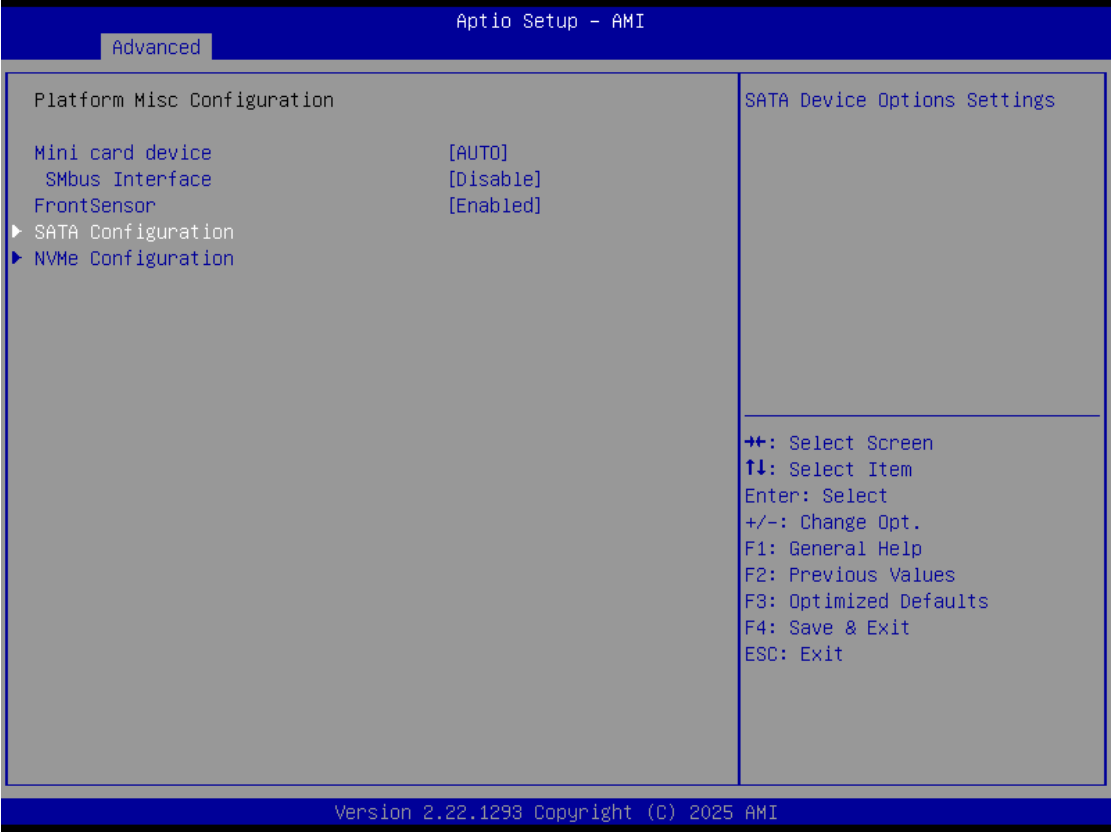 Aptio Setup – AMI
Advanced
Platform Misc Configuration
Mini card device [AUTO]
SMbus Interface [Disable]
FrontSensor [Enabled]
SATA Configuration
NVMe Configuration
SATA Device Options Settings
→←: Select Screen
↑↓: Select Item
Enter: Select
+/-: Change Opt.
F1: General Help
F2: Previous Values
F3: Optimized Defaults
F4: Save & Exit
ESC: Exit
Version 2.22.1293 Copyright (C) 2025 AMI